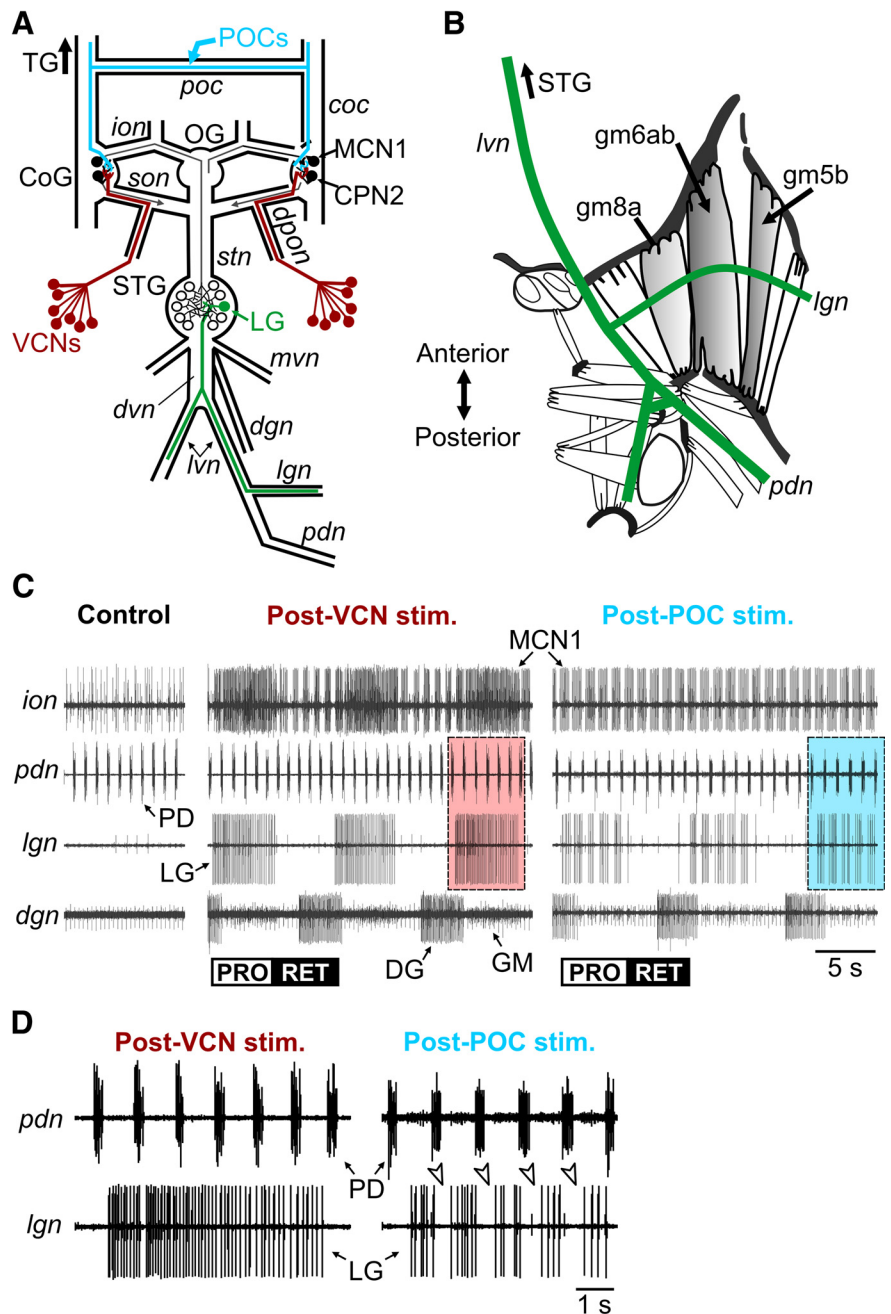 A
POCs
TG
poc
coc
ion
OG
MCN1
CoG
son
CPN2
dpon
stn
STG
LG
VCNs
mvn
dvn
dgn
lvn
lgn
pdn
B
STG
lvn
gm6ab
gm5b
gm8a
lgn
Anterior
Posterior
pdn
C
Control
Post-VCN stim.
Post-POC stim.
MCN1
ion
pdn
PD
lgn
LG
dgn
DG
GM
PRO RET
PRO RET
5 s
D
Post-VCN stim.
Post-POC stim.
pdn
PD
lgn
LG
1 s